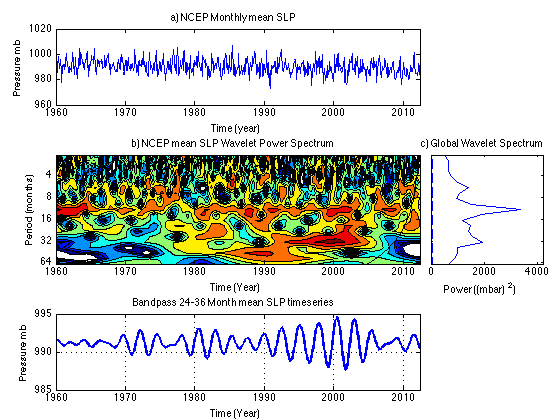 a) NCEP Monthly mean SLP
1020
1000
980
960
Pressure mb
1960 1970 1980 1990 2000 2010
Time (year)
b) NCEP mean SLP Wavelet Power Spectrum
4
8
16
32
64
Period (months)
1960 1970 1980 1990 2000 2010
Time (Year)
c) Global Wavelet Spectrum
0 2000 4000
Power ((mbar) 2)
Bandpass 24-36 Month mean SLP timeseries
995
990
985
Pressure mb
1960 1970 1980 1990 2000 2010
Time (Year)